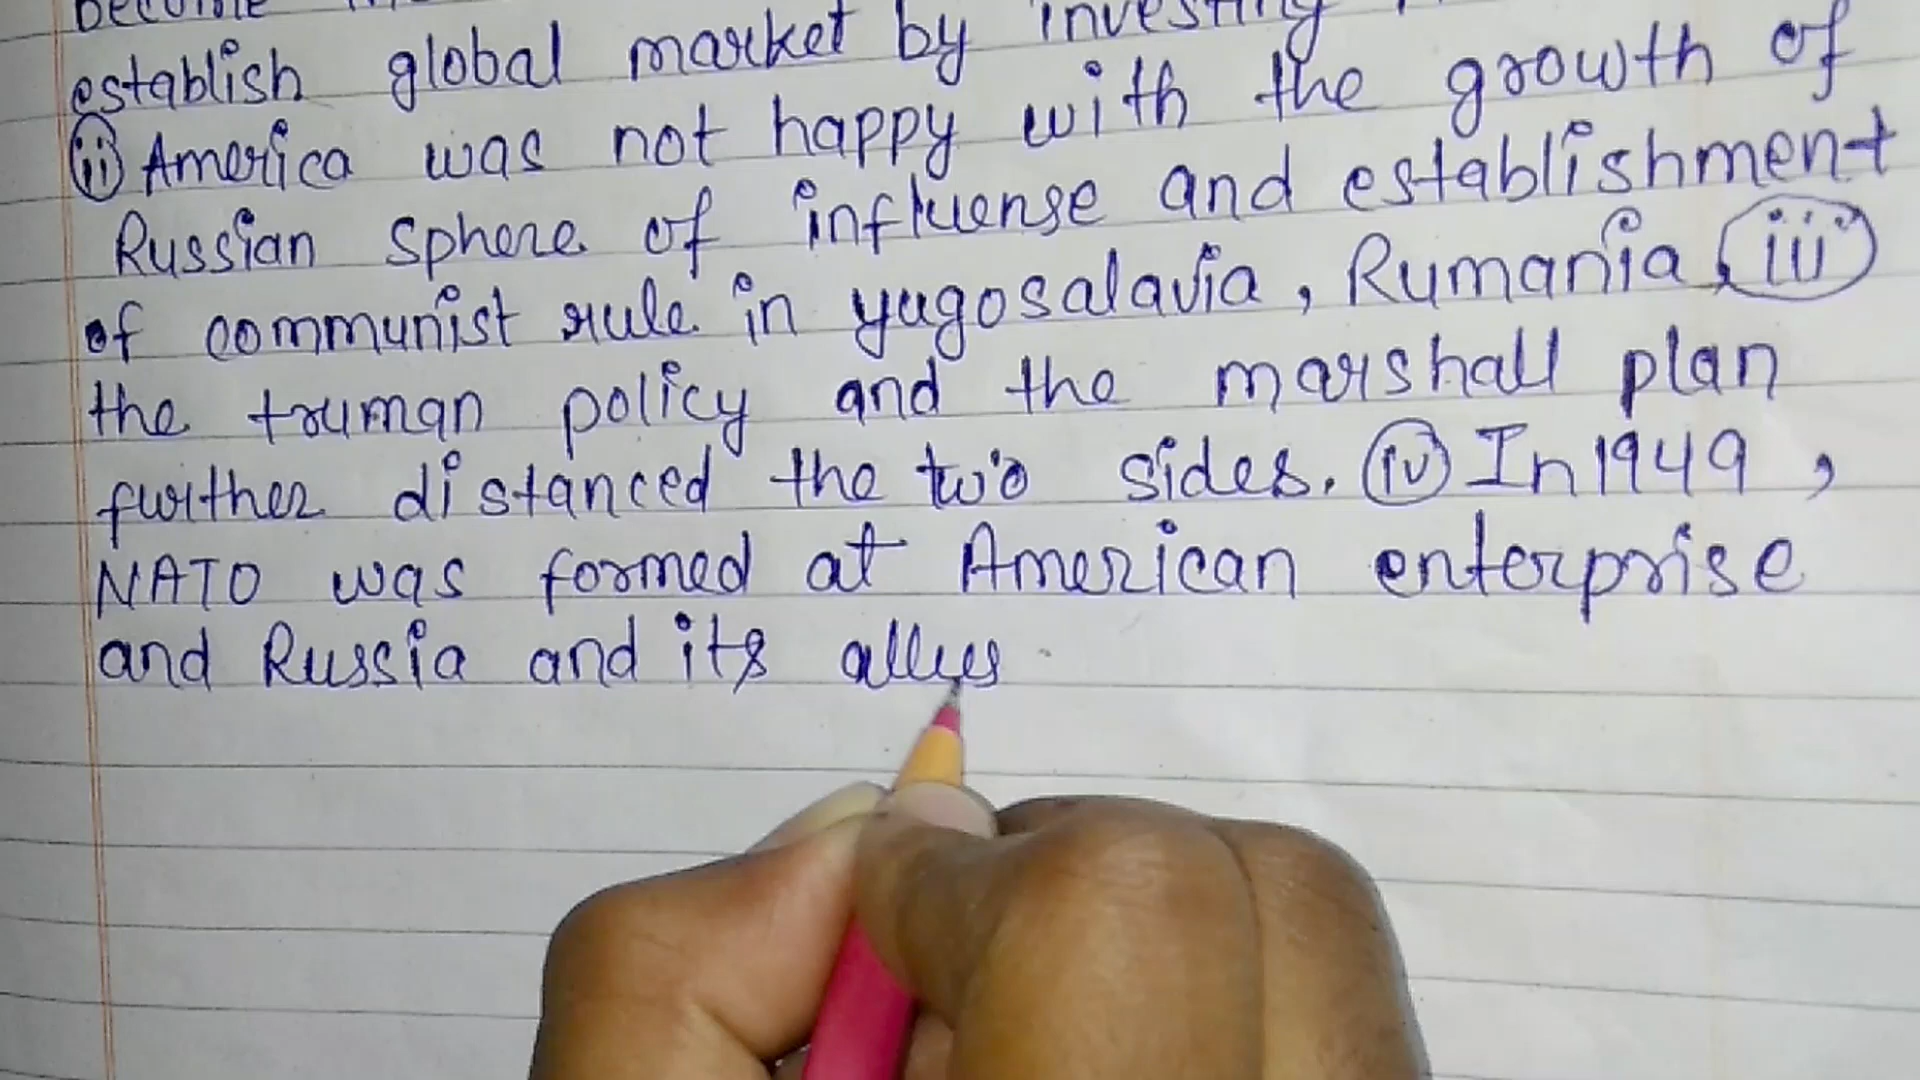 become
establish global market by investing
(ii) America was not happy with the growth of
Russian sphere of influense and establishment
of communist rule in yugosalavia, Rumania, (iii)
the truman policy and the marshall plan
further distanced the two sides. (iv) In 1949,
NATO was formed at American enterprise
and Russia and its allies